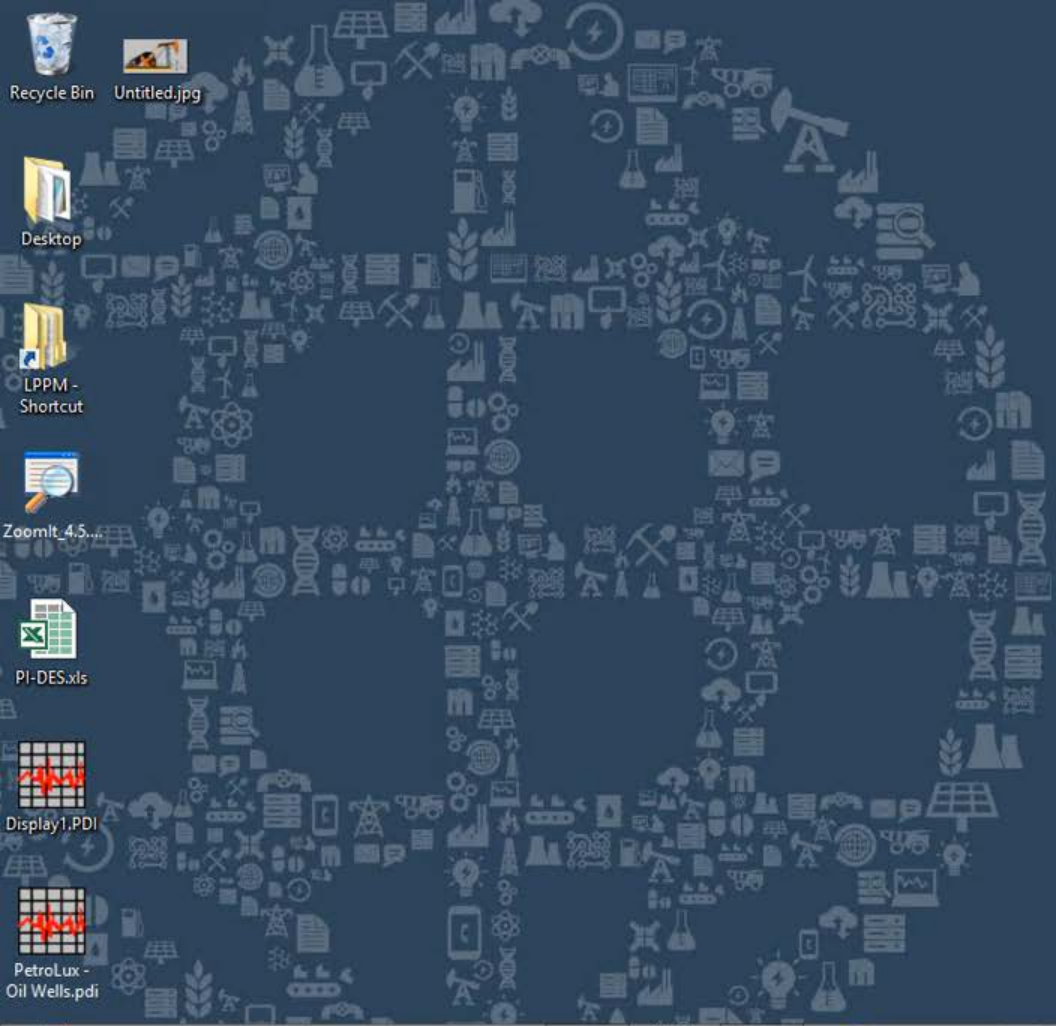 Recycle Bin
Untitled.jpg
Desktop
LPPM -
Shortcut
ZoomIt_4.5....
PI-DES.xls
Display1.PDI
PetroLux -
Oil Wells.pdi